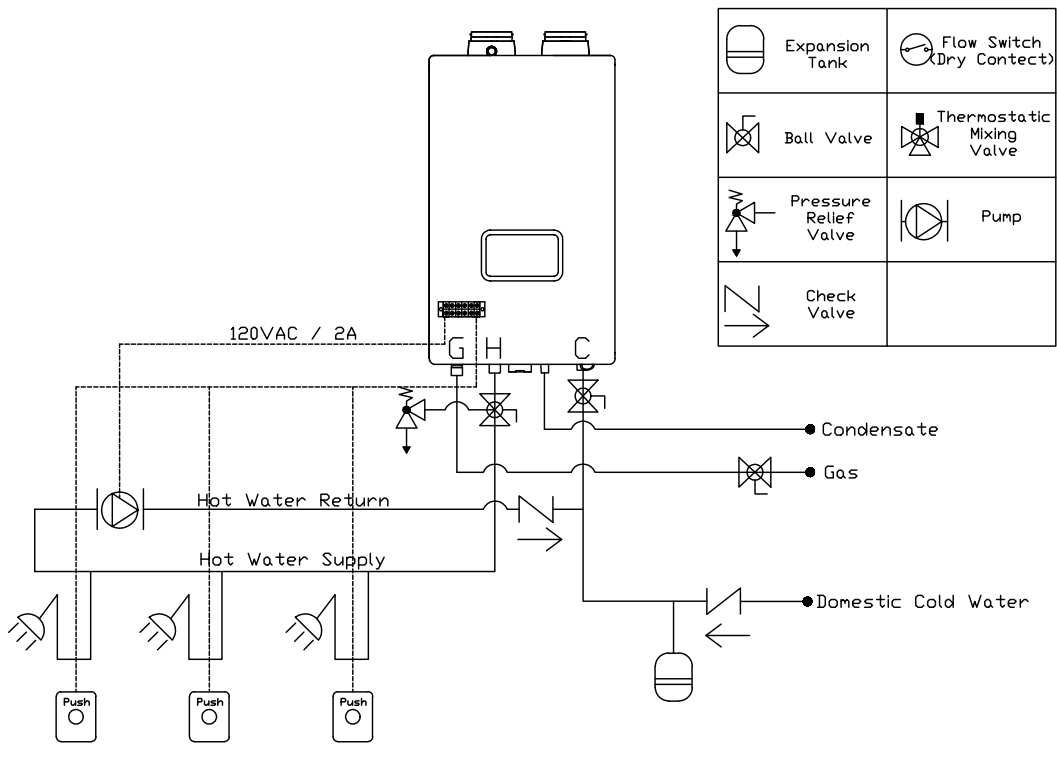 Expansion
Tank
Flow Switch
(Dry Contect)
Ball Valve
Thermostatic
Mixing
Valve
Pressure
Relief
Valve
Pump
Check
Valve
120VAC / 2A
G H C
Condensate
Gas
Hot Water Return
Hot Water Supply
Domestic Cold Water
Push
Push
Push